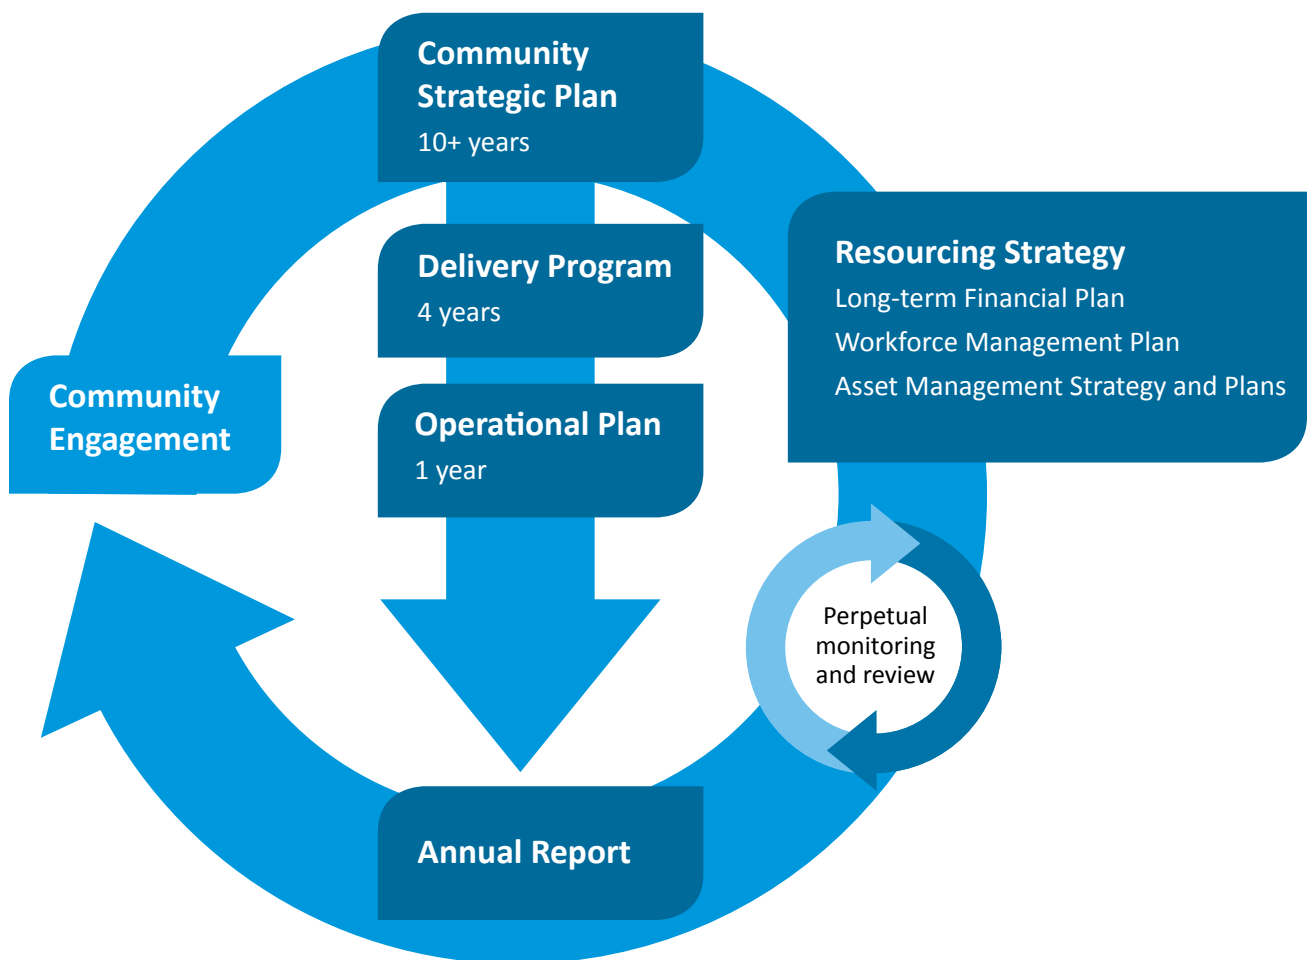 Community
Strategic Plan
10+ years
Delivery Program
4 years
Operational Plan
1 year
Resourcing Strategy
Long-term Financial Plan
Workforce Management Plan
Asset Management Strategy and Plans
Community
Engagement
Perpetual
monitoring
and review
Annual Report